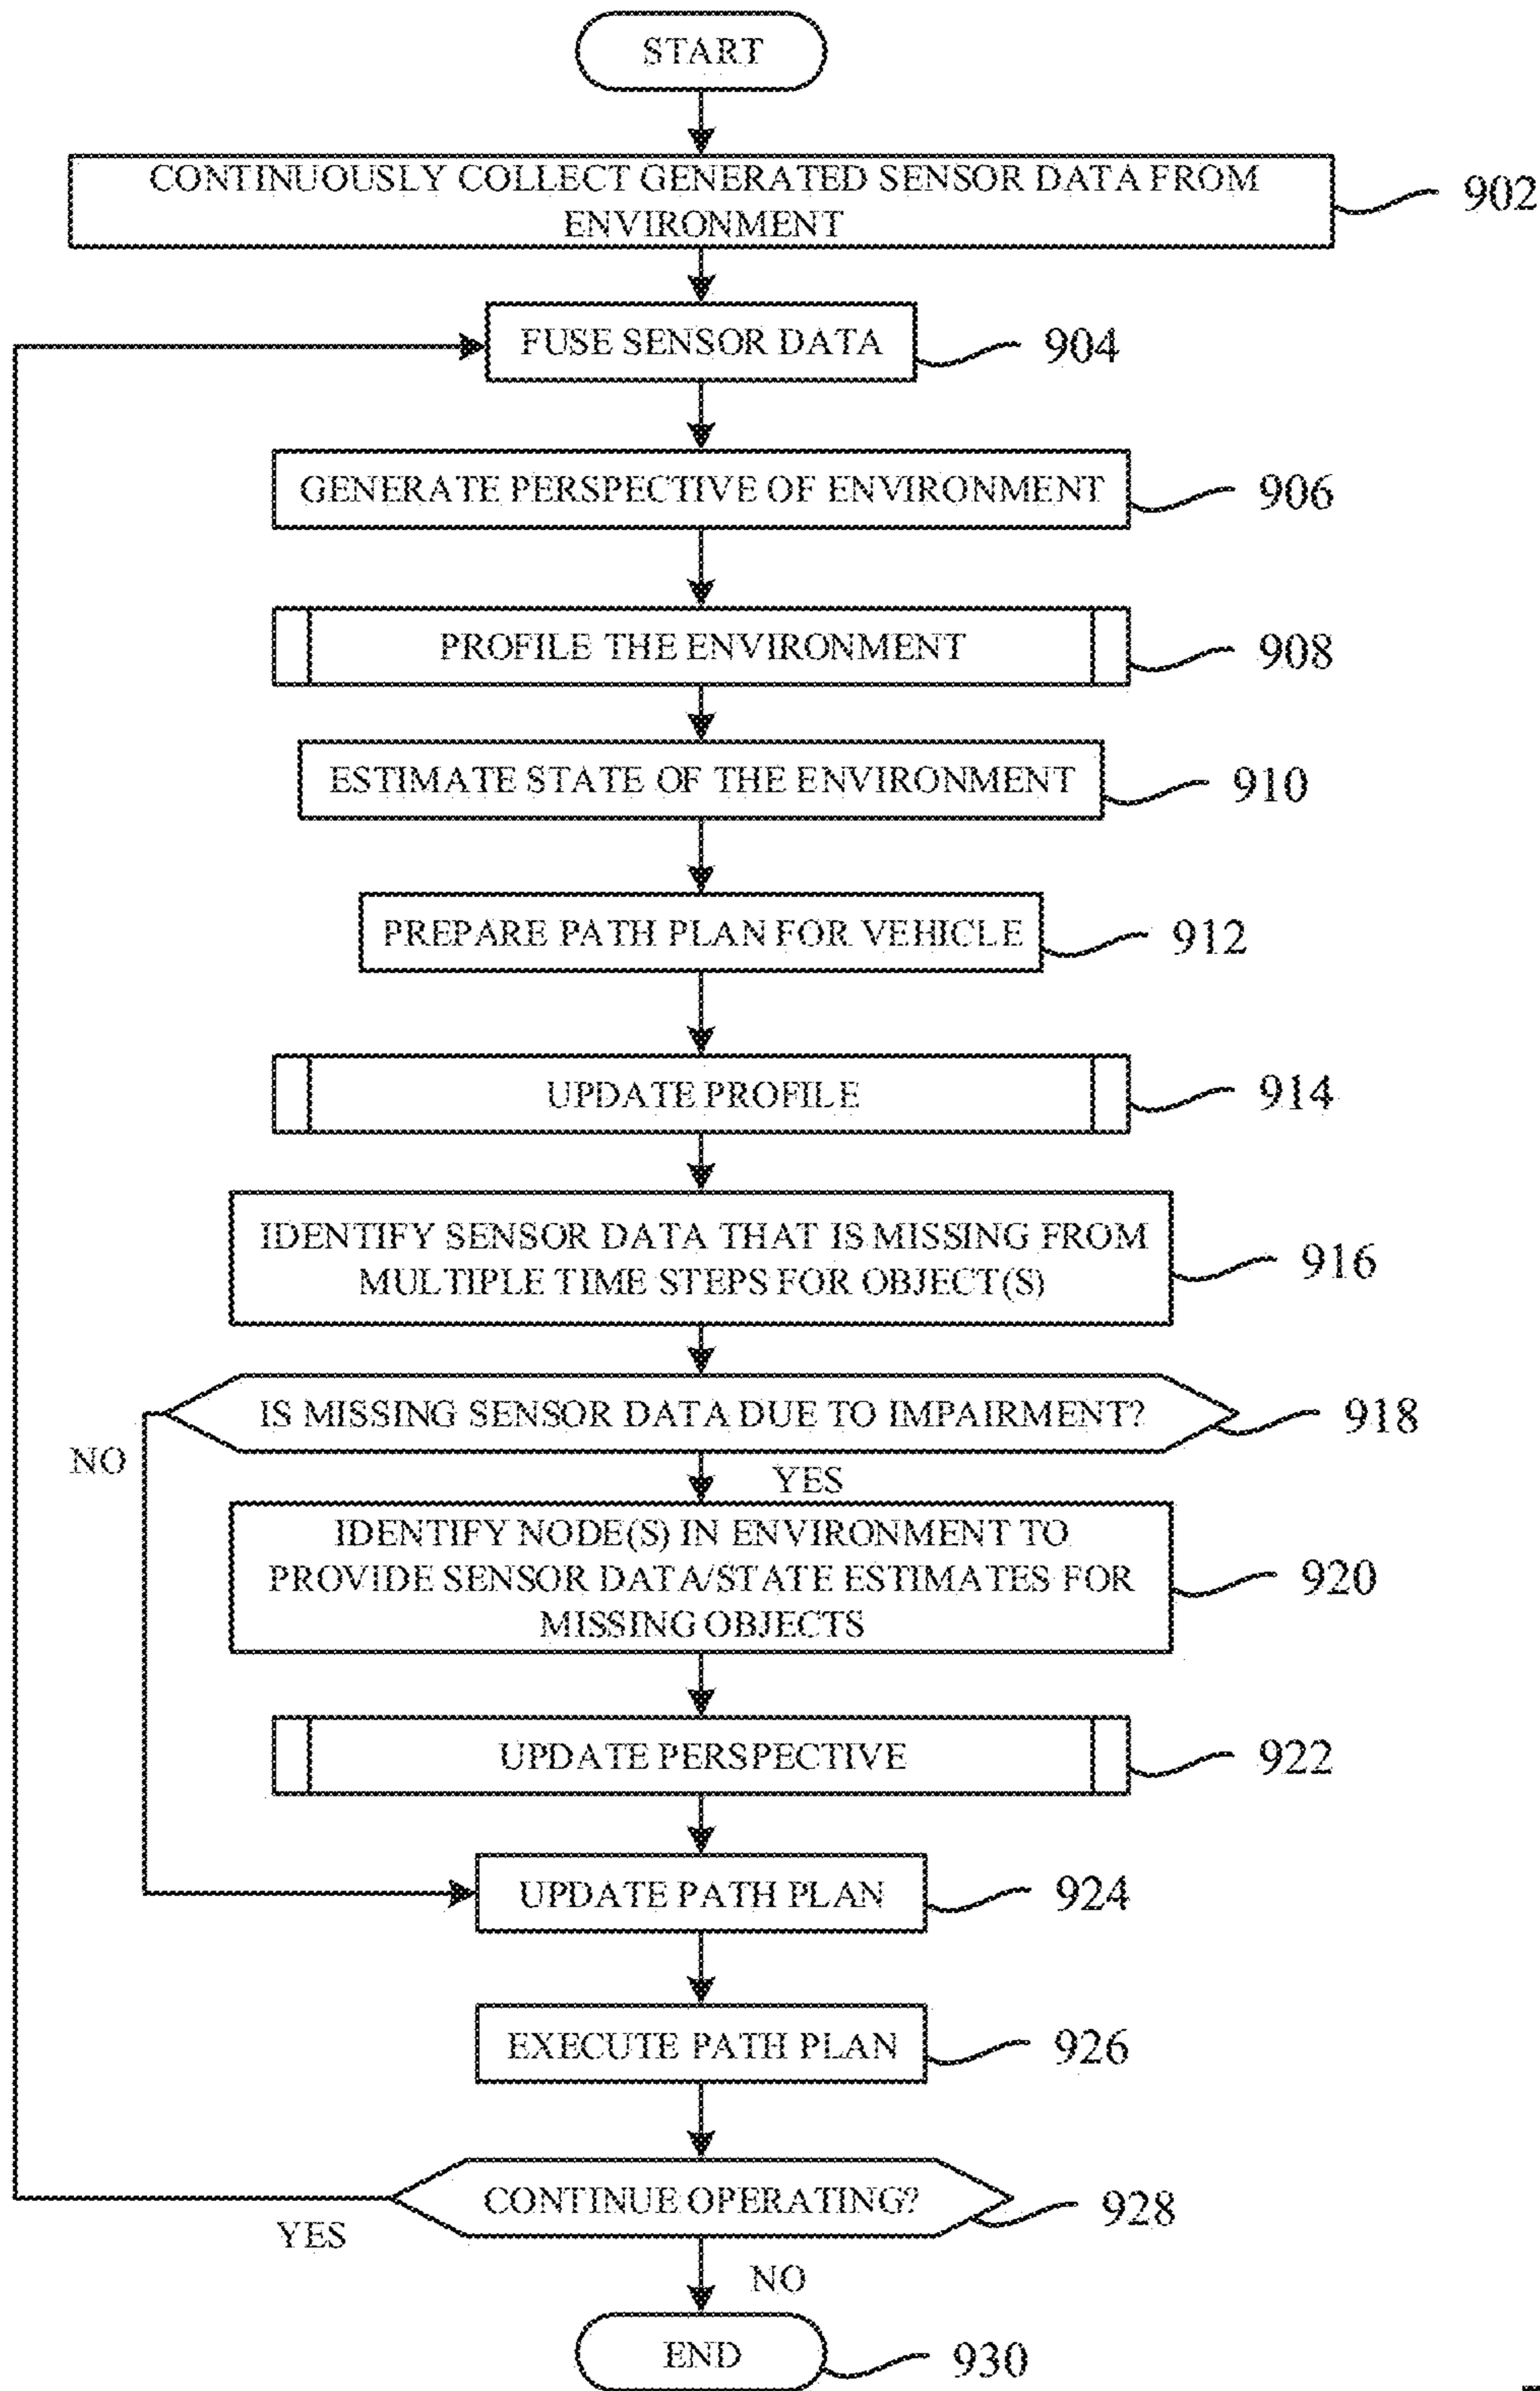 START
CONTINUOUSLY COLLECT GENERATED SENSOR DATA FROM
ENVIRONMENT
902
FUSE SENSOR DATA
904
GENERATE PERSPECTIVE OF ENVIRONMENT
906
PROFILE THE ENVIRONMENT
908
ESTIMATE STATE OF THE ENVIRONMENT
910
PREPARE PATH PLAN FOR VEHICLE
912
UPDATE PROFILE
914
IDENTIFY SENSOR DATA THAT IS MISSING FROM
MULTIPLE TIME STEPS FOR OBJECT(S)
916
IS MISSING SENSOR DATA DUE TO IMPAIRMENT?
918
NO
YES
IDENTIFY NODE(S) IN ENVIRONMENT TO
PROVIDE SENSOR DATA/STATE ESTIMATES FOR
MISSING OBJECTS
920
UPDATE PERSPECTIVE
922
UPDATE PATH PLAN
924
EXECUTE PATH PLAN
926
CONTINUE OPERATING?
928
YES
NO
END
930